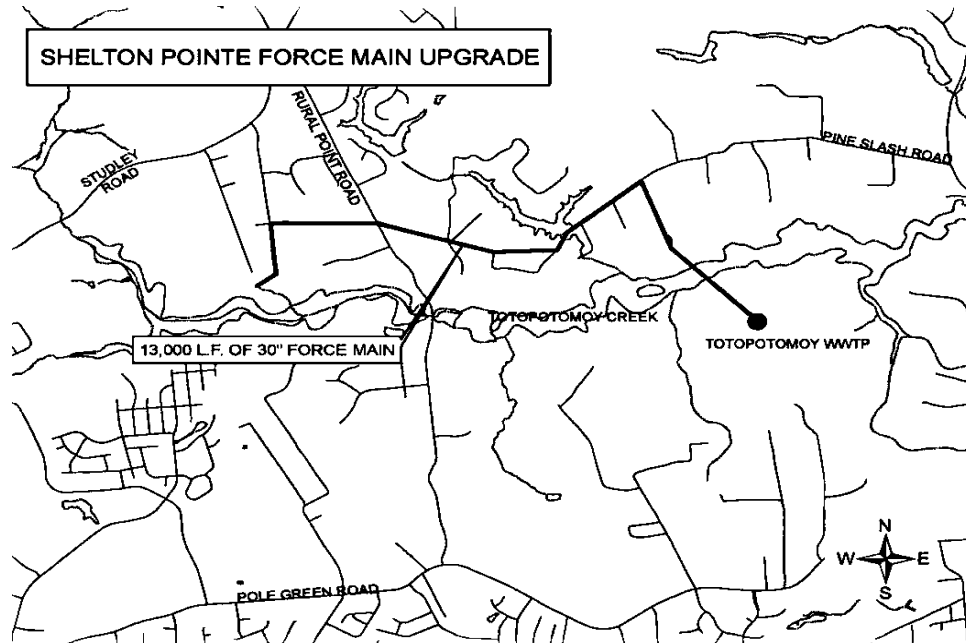 SHELTON POINTE FORCE MAIN UPGRADE
RURAL POINT ROAD
STUDLEY
ROAD
PINE SLASH ROAD
TOTOPOTOMOY CREEK
13,000 L.F. OF 30" FORCE MAIN
TOTOPOTOMOY WWTP
N
W
E
S
POLE GREEN ROAD